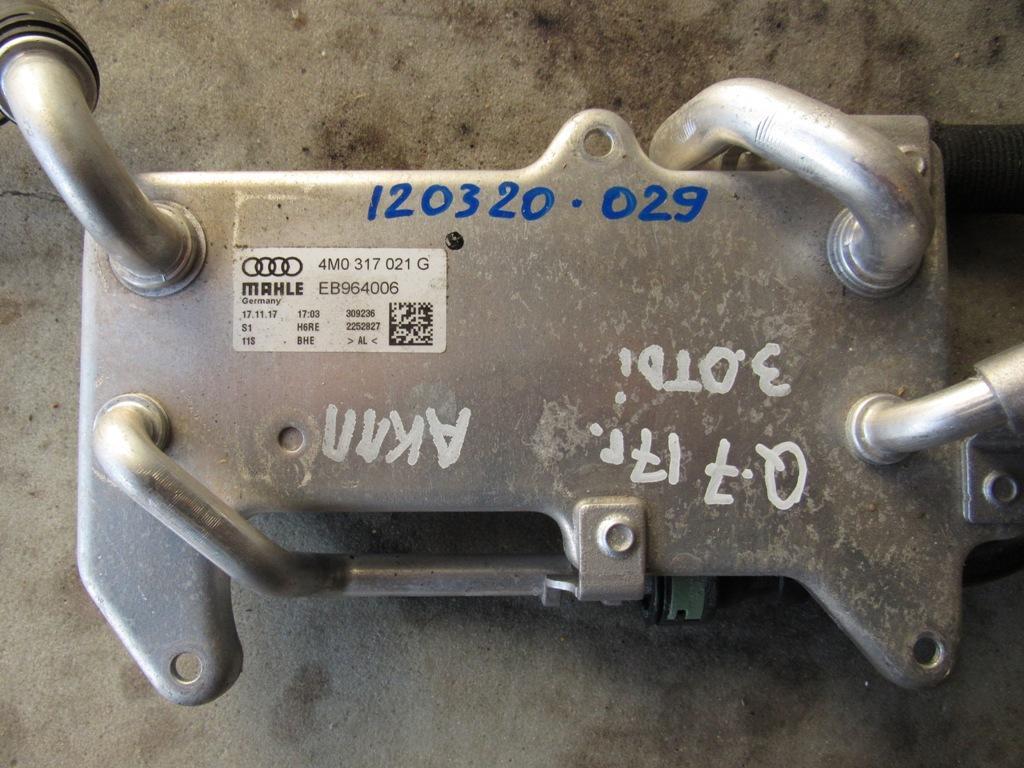 120320.029
4M0 317 021 G
MAHLE EB964006
Germany
17.11.17 17:03 309236
S1 H6RE 2252827
11S BHE > AL <
Q.7 17г. АКПП
3.0TDi